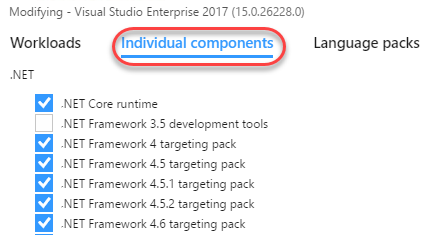 Modifying - Visual Studio Enterprise 2017 (15.0.26228.0)
Workloads Individual components Language packs
.NET
.NET Core runtime
.NET Framework 3.5 development tools
.NET Framework 4 targeting pack
.NET Framework 4.5 targeting pack
.NET Framework 4.5.1 targeting pack
.NET Framework 4.5.2 targeting pack
.NET Framework 4.6 targeting pack